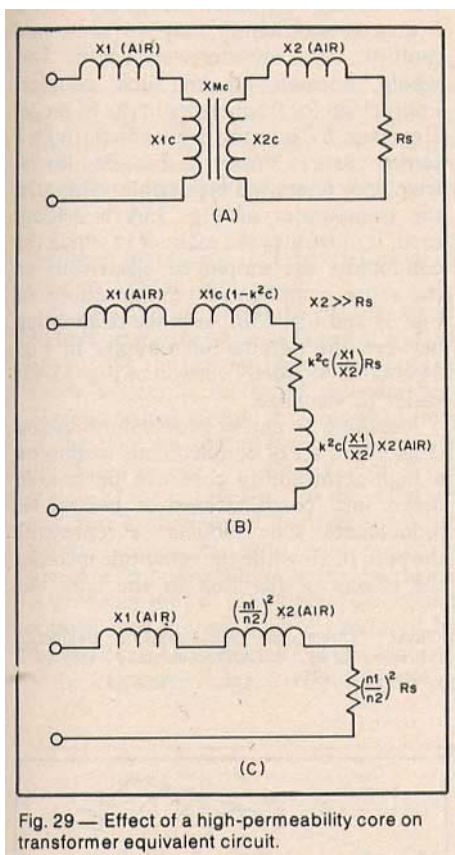 X1 (AIR) X2 (AIR)
XMC
X1C X2C RS
(A)
X1(AIR) X1C(1-k²c) X2 >> RS
k²c(X1/X2)RS
k²c(X1/X2) X2(AIR)
(B)
X1(AIR) (n1/n2)² X2(AIR)
(n1/n2)² RS
(C)
Fig. 29 — Effect of a high-permeability core on
transformer equivalent circuit.